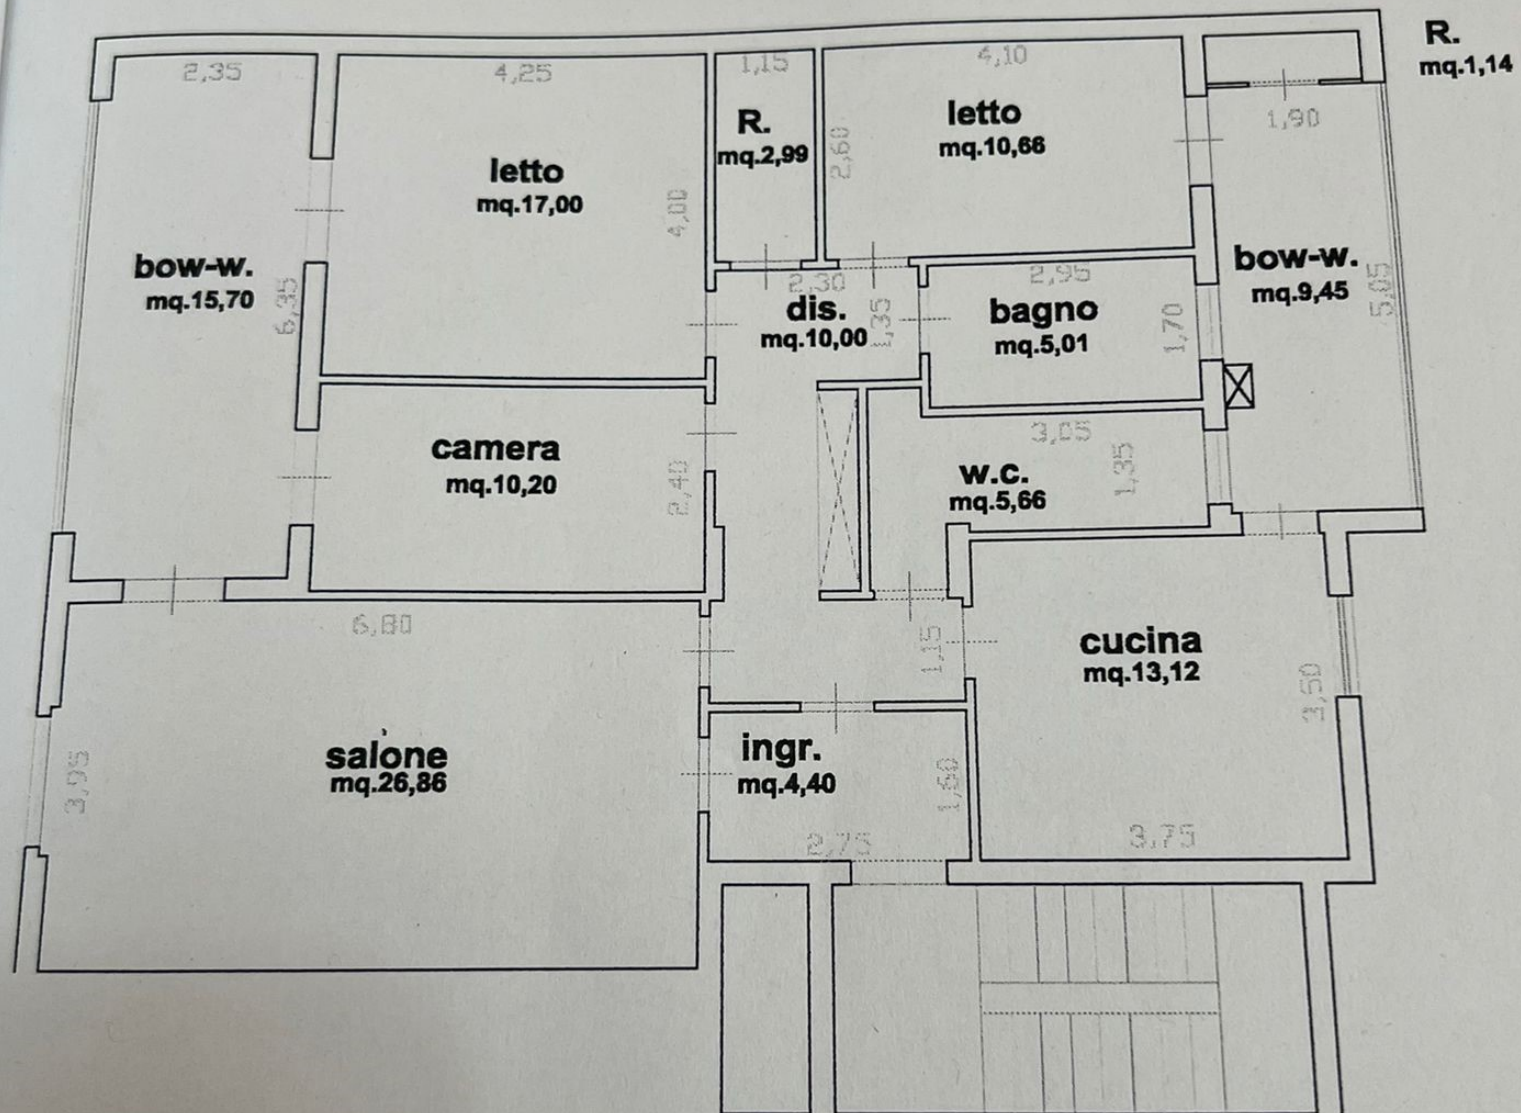 R.
mq.1,14
2,35
4,25
1,15
4,10
1,90
R.
mq.2,99
2,60
letto
mq.10,66
letto
mq.17,00
4,00
bow-w.
mq.15,70
6,35
bow-w.
mq.9,45
5,05
2,30
dis.
mq.10,00
1,35
2,95
bagno
mq.5,01
1,70
camera
mq.10,20
2,40
3,05
w.c.
mq.5,66
1,35
6,80
1,15
cucina
mq.13,12
3,50
3,75
salone
mq.26,86
3,95
ingr.
mq.4,40
1,60
2,75